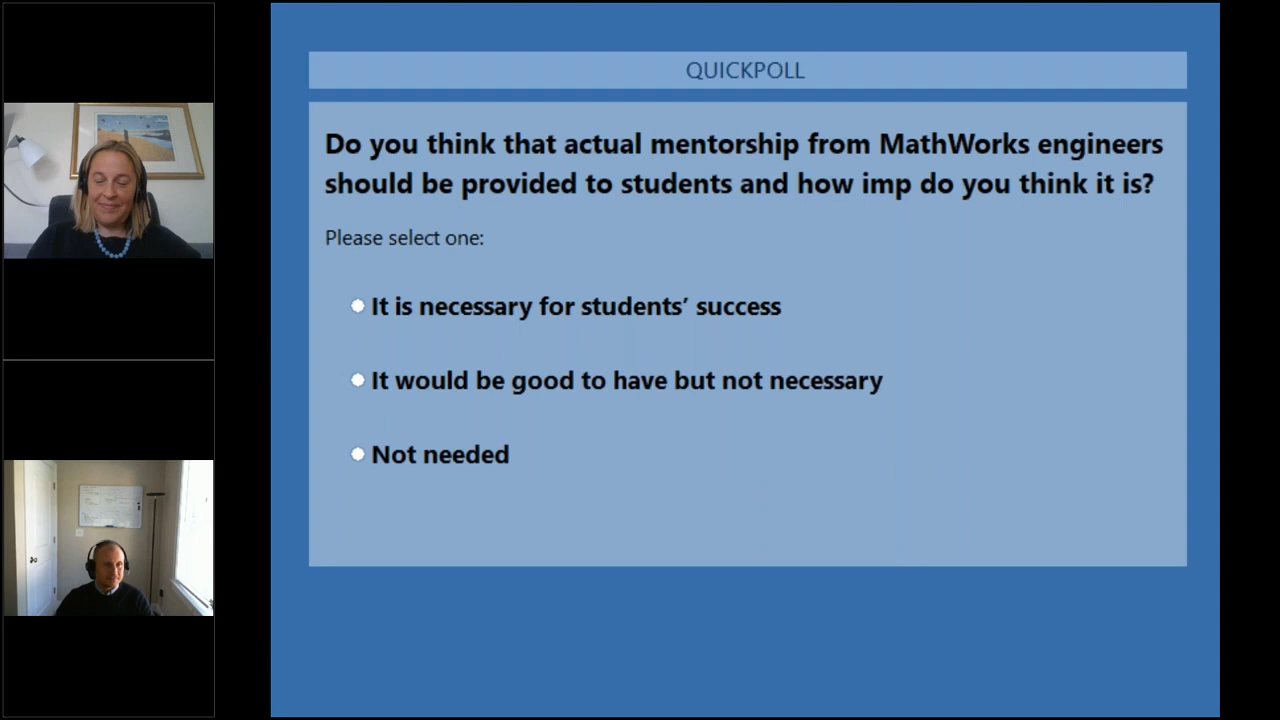 QUICKPOLL
Do you think that actual mentorship from MathWorks engineers
should be provided to students and how imp do you think it is?
Please select one:
It is necessary for students’ success
It would be good to have but not necessary
Not needed